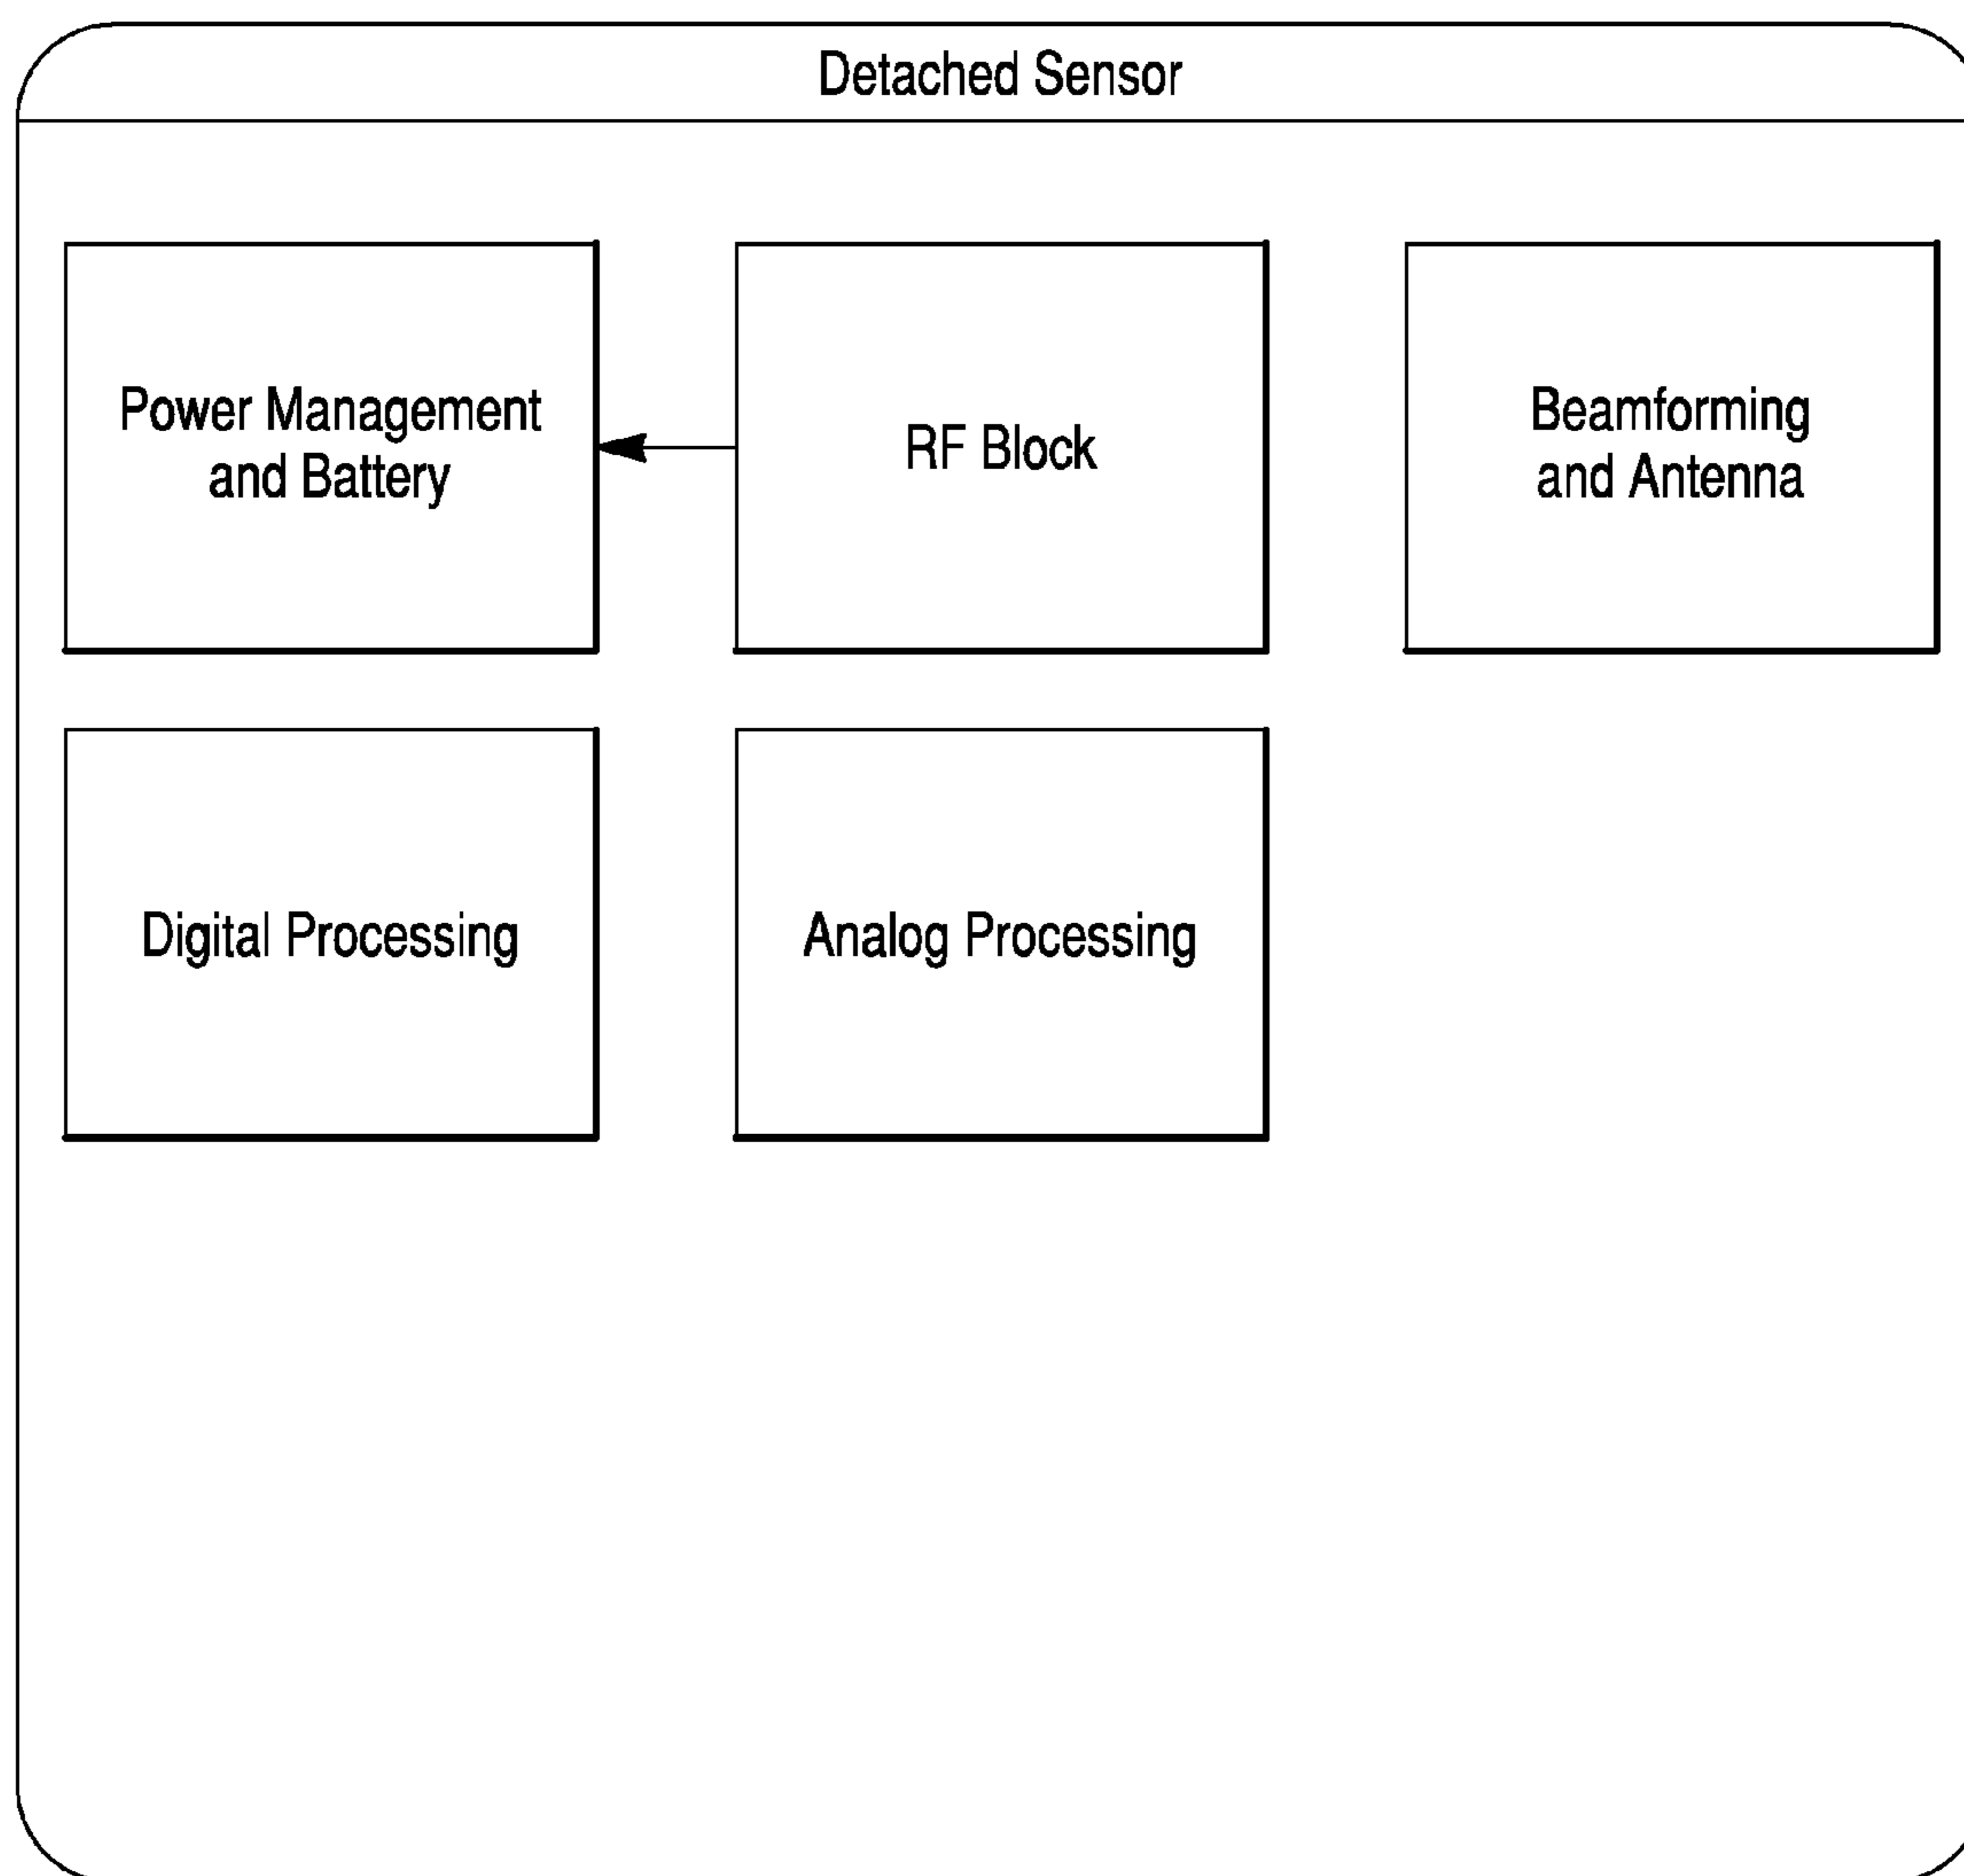 Detached Sensor
Power Management
and Battery
RF Block
Beamforming
and Antenna
Digital Processing
Analog Processing